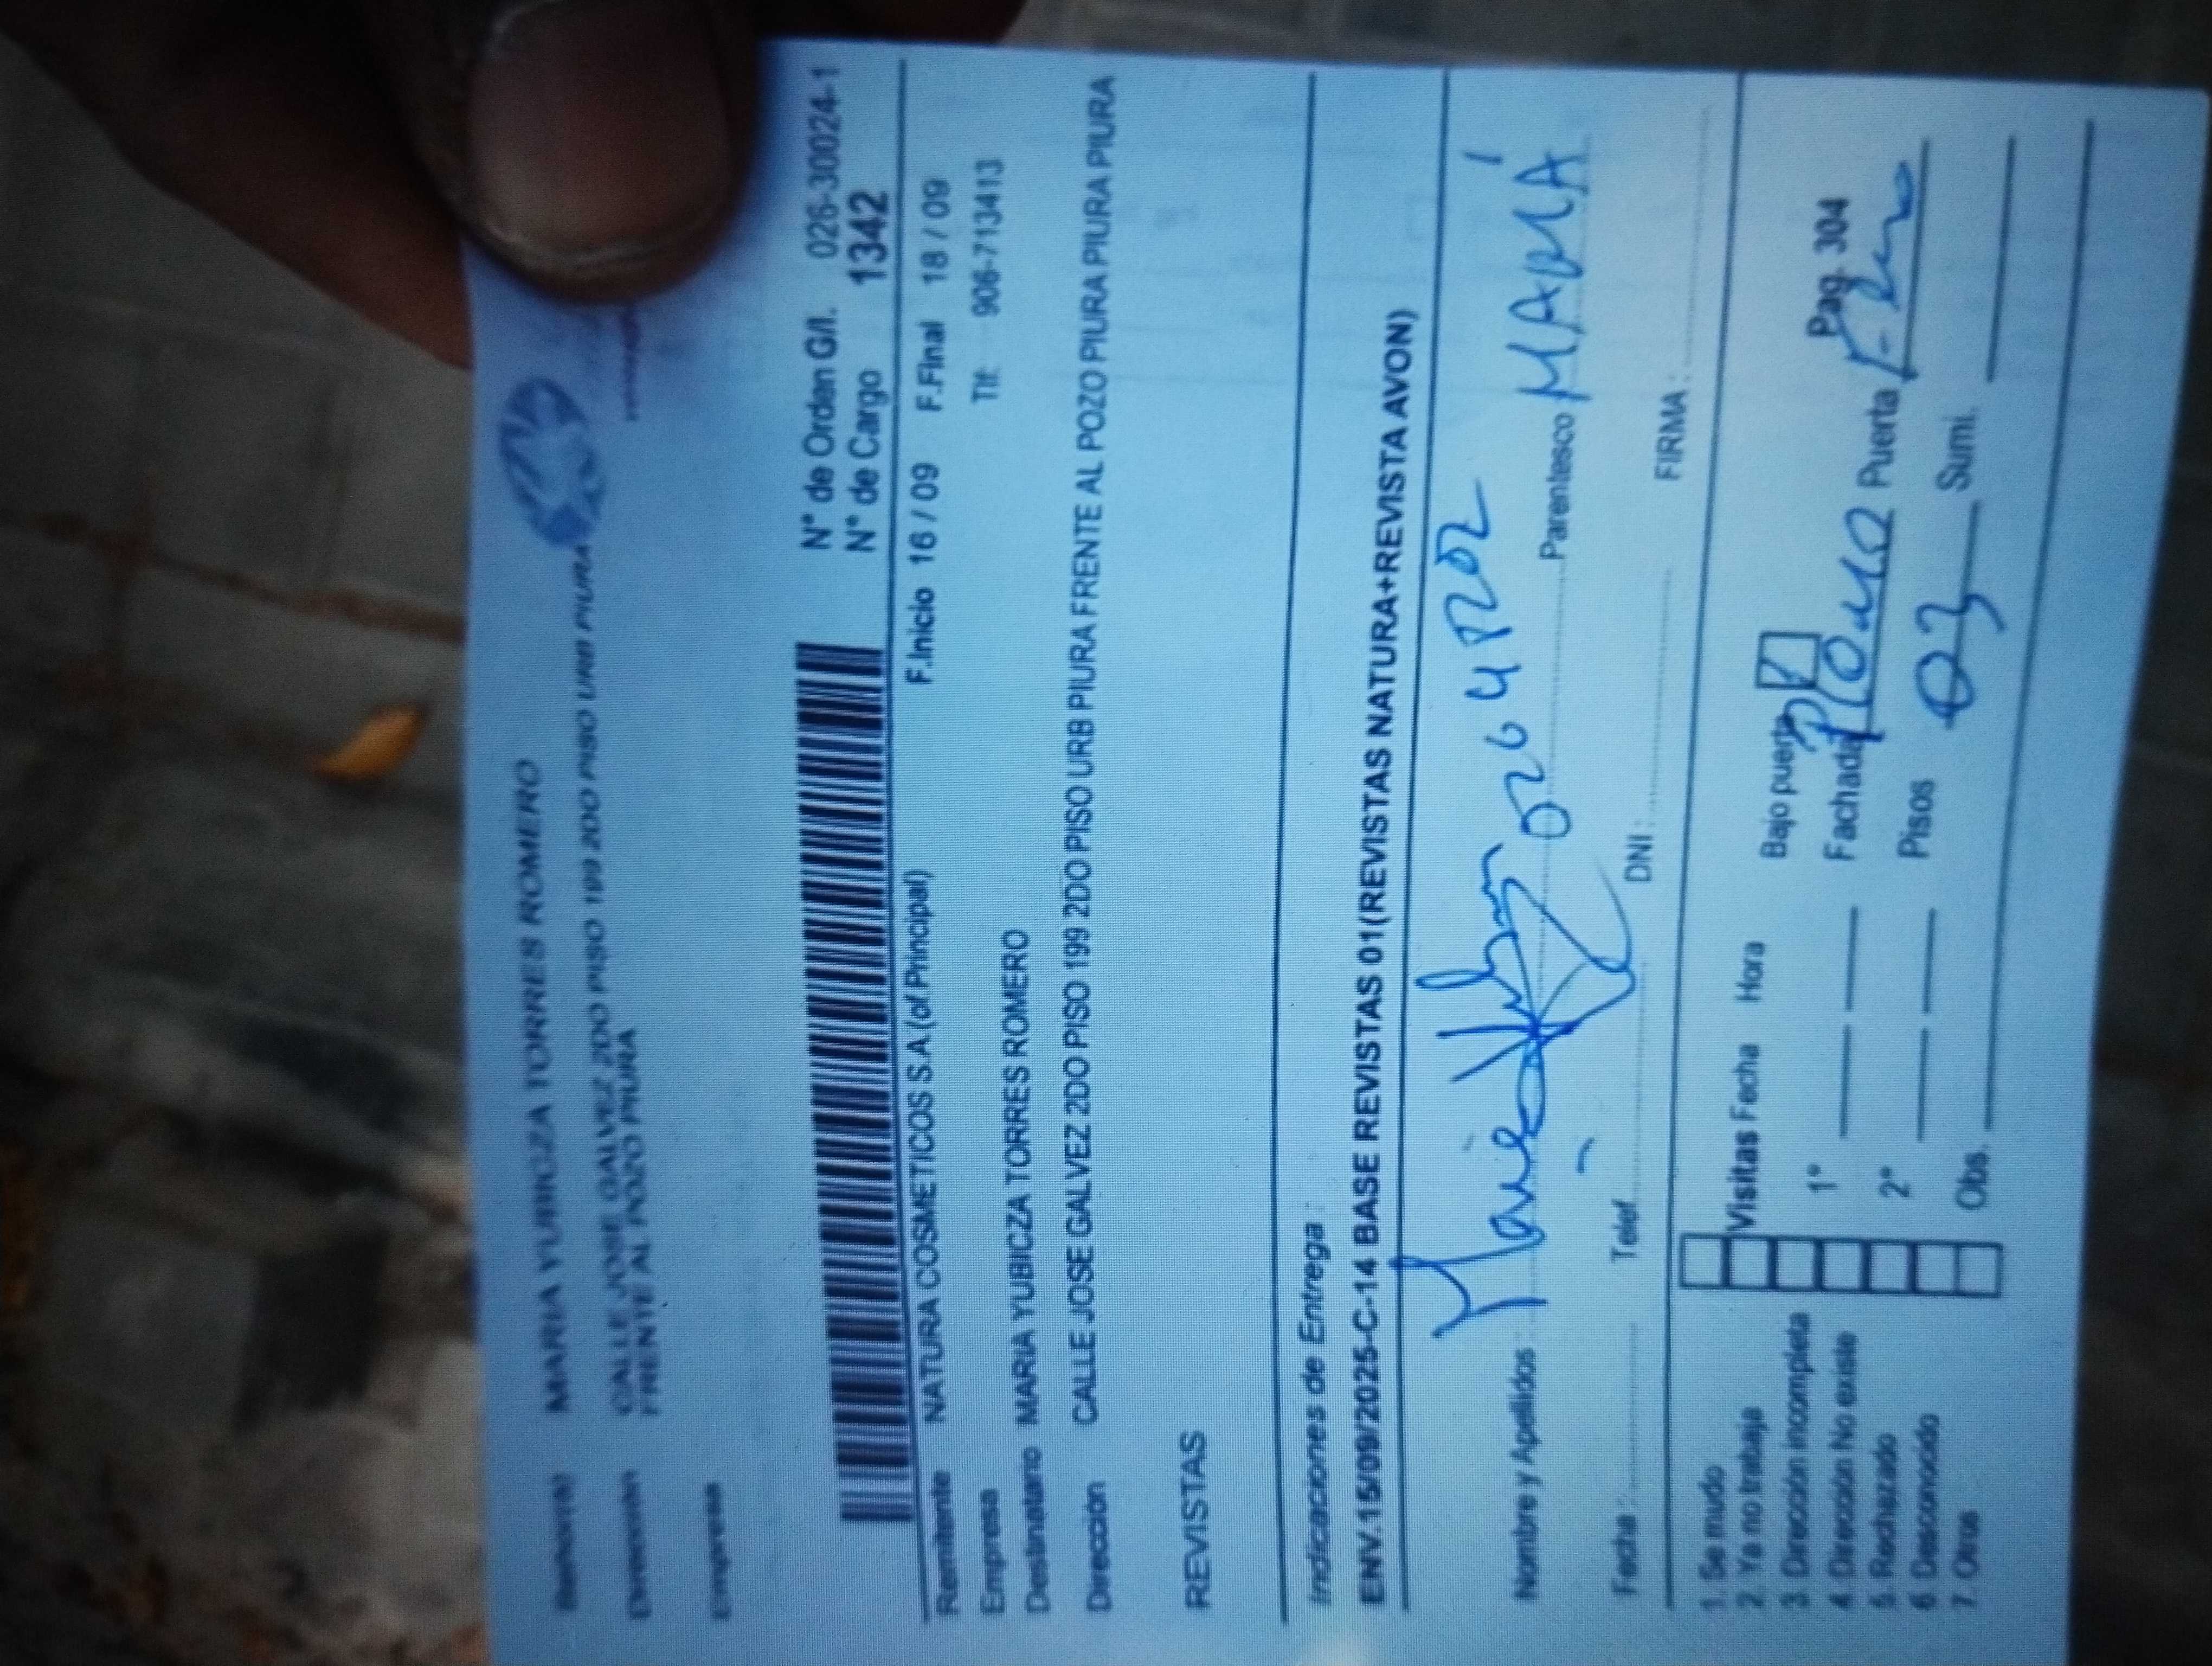 Señor(a) MARIA YUBICZA TORRES ROMERO
Dirección CALLE JOSE GALVEZ 2DO PISO 199 2DO PISO URB PIURA
FRENTE AL POZO PIURA
Empresa
N° de Orden G/I. 026-30024-1
N° de Cargo 1342
Remitente NATURA COSMETICOS S.A.(of.Principal) F.Inicio 16 / 09 F.Final 18 / 09
Empresa Tlf: 906-713413
Destinatario MARIA YUBICZA TORRES ROMERO
Dirección CALLE JOSE GALVEZ 2DO PISO 199 2DO PISO URB PIURA FRENTE AL POZO PIURA PIURA PIURA
REVISTAS
Indicaciones de Entrega :
ENV.15/09/2025-C-14 BASE REVISTAS 01(REVISTAS NATURA+REVISTA AVON)
Nombre y Apellidos : Maria Parentesco MAMÁ
Fecha : Telef. DNI : FIRMA :
1. Se mudo
2. Ya no trabaja
3. Dirección incompleta
4. Dirección No existe
5. Rechazado
6. Desconocido
7. Otros
Visitas Fecha Hora Bajo puerta
1° Fachada Plomo Pag. 304
2° Pisos 03 Puerta
Obs. Sumi.